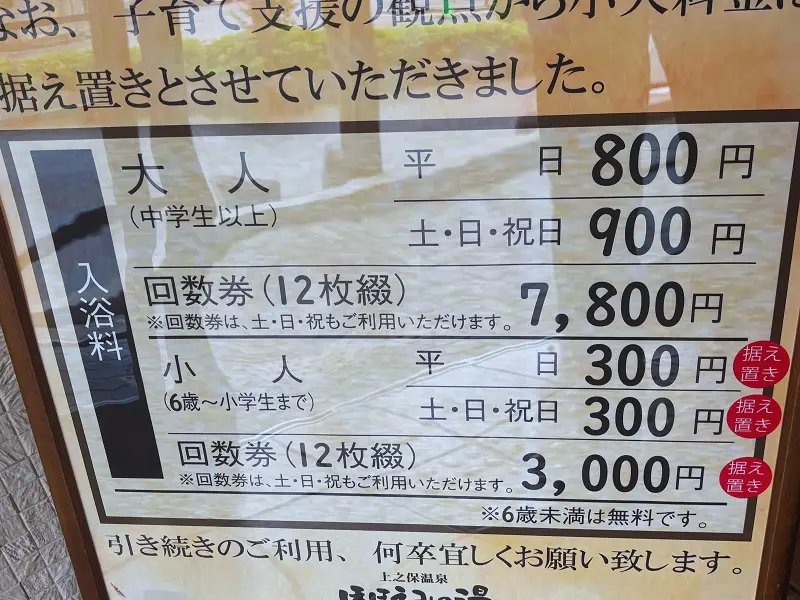 なお、子育て支援の観点から小人料金は
据え置きとさせていただきました。
入浴料
大人 平日 800円
(中学生以上)
土・日・祝日 900円
回数券(12枚綴) 7,800円
※回数券は、土・日・祝もご利用いただけます。
小人 平日 300円 据え置き
(6歳〜小学生まで)
土・日・祝日 300円 据え置き
回数券(12枚綴) 3,000円 据え置き
※回数券は、土・日・祝もご利用いただけます。
※6歳未満は無料です。
引き続きのご利用、何卒宜しくお願い致します。
上之保温泉
ほほえみの湯